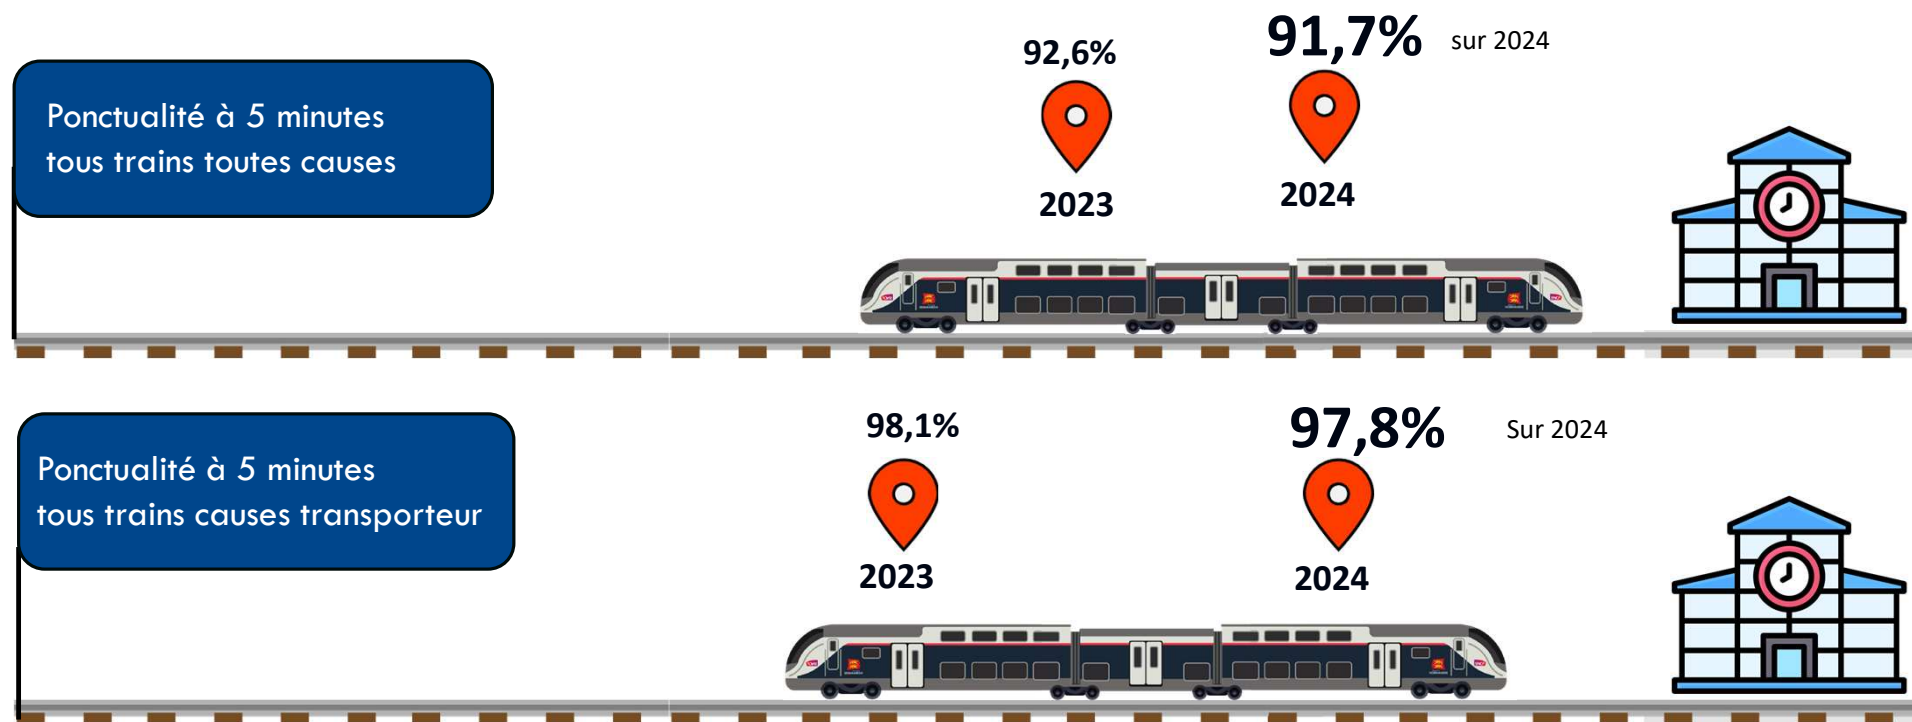 92,6%
91,7% sur 2024
Ponctualité à 5 minutes
tous trains toutes causes
2023
2024
98,1%
97,8% Sur 2024
Ponctualité à 5 minutes
tous trains causes transporteur
2023
2024